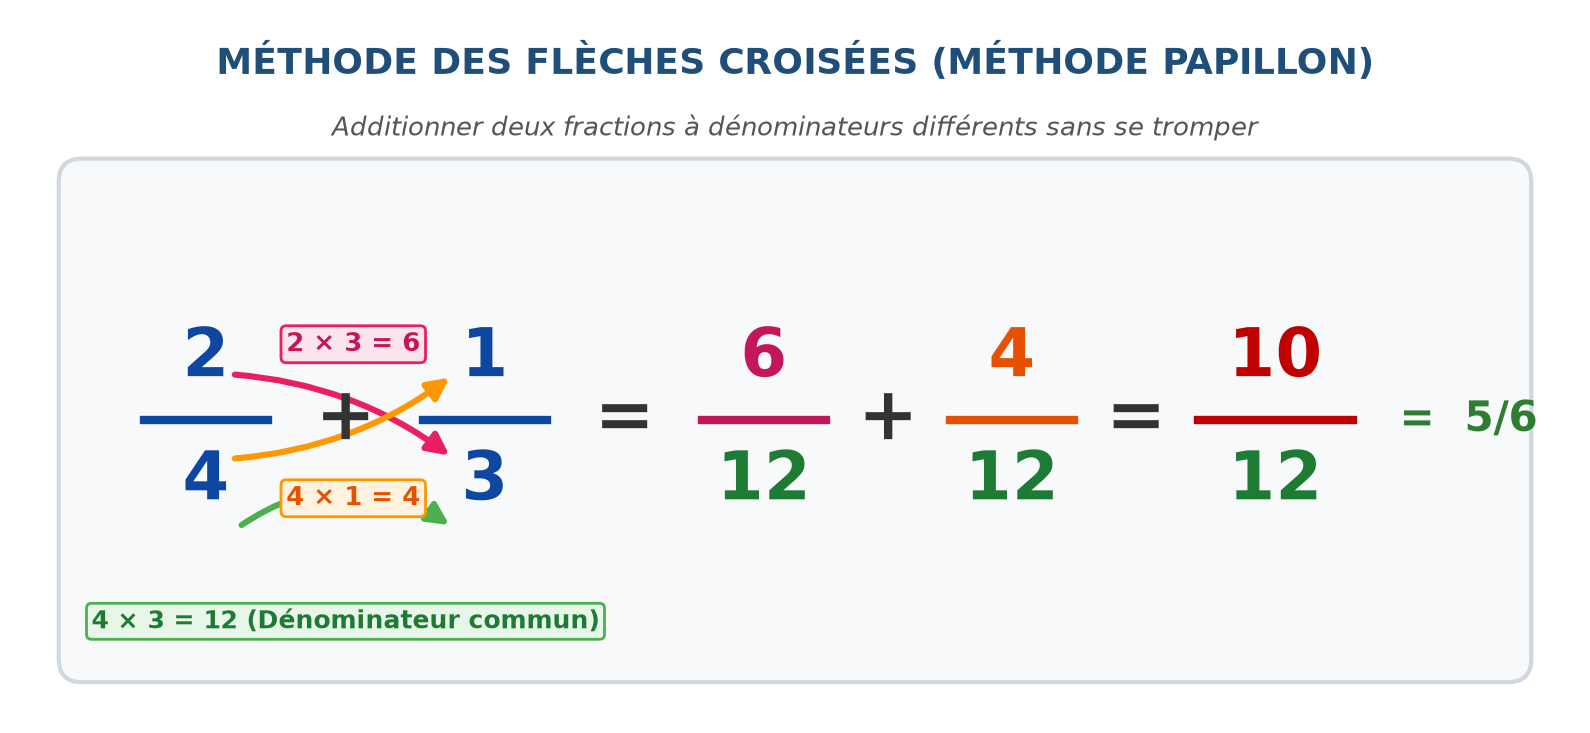 MÉTHODE DES FLÈCHES CROISÉES (MÉTHODE PAPILLON)
Additionner deux fractions à dénominateurs différents sans se tromper
2 × 3 = 6
2 1 6 4 10
+ = + = = 5/6
4 3 12 12 12
4 × 1 = 4
4 × 3 = 12 (Dénominateur commun)